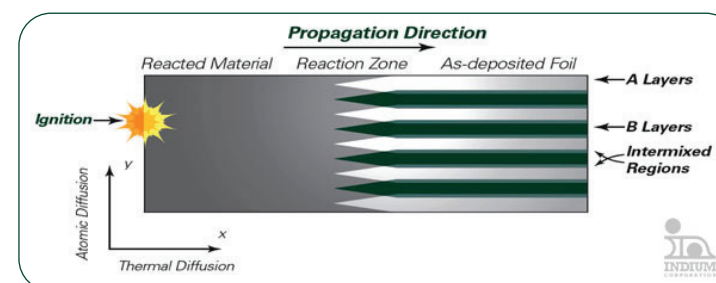 Propagation Direction
Reacted Material Reaction Zone As-deposited Foil
A Layers
Ignition
B Layers
Intermixed
Regions
y
Atomic Diffusion
x
Thermal Diffusion
INDIUM
CORPORATION